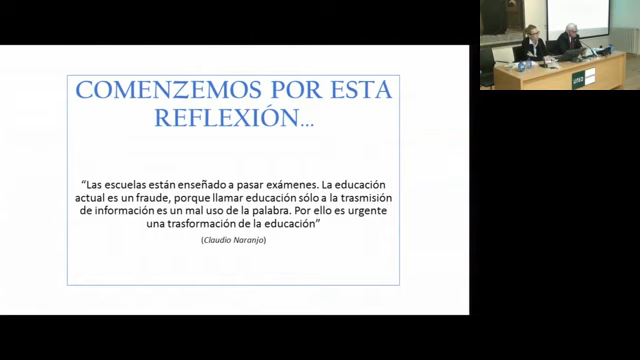 COMENZEMOS POR ESTA
REFLEXIÓN...
“Las escuelas están enseñado a pasar exámenes. La educación
actual es un fraude, porque llamar educación sólo a la trasmisión
de información es un mal uso de la palabra. Por ello es urgente
una trasformación de la educación”
(Claudio Naranjo)